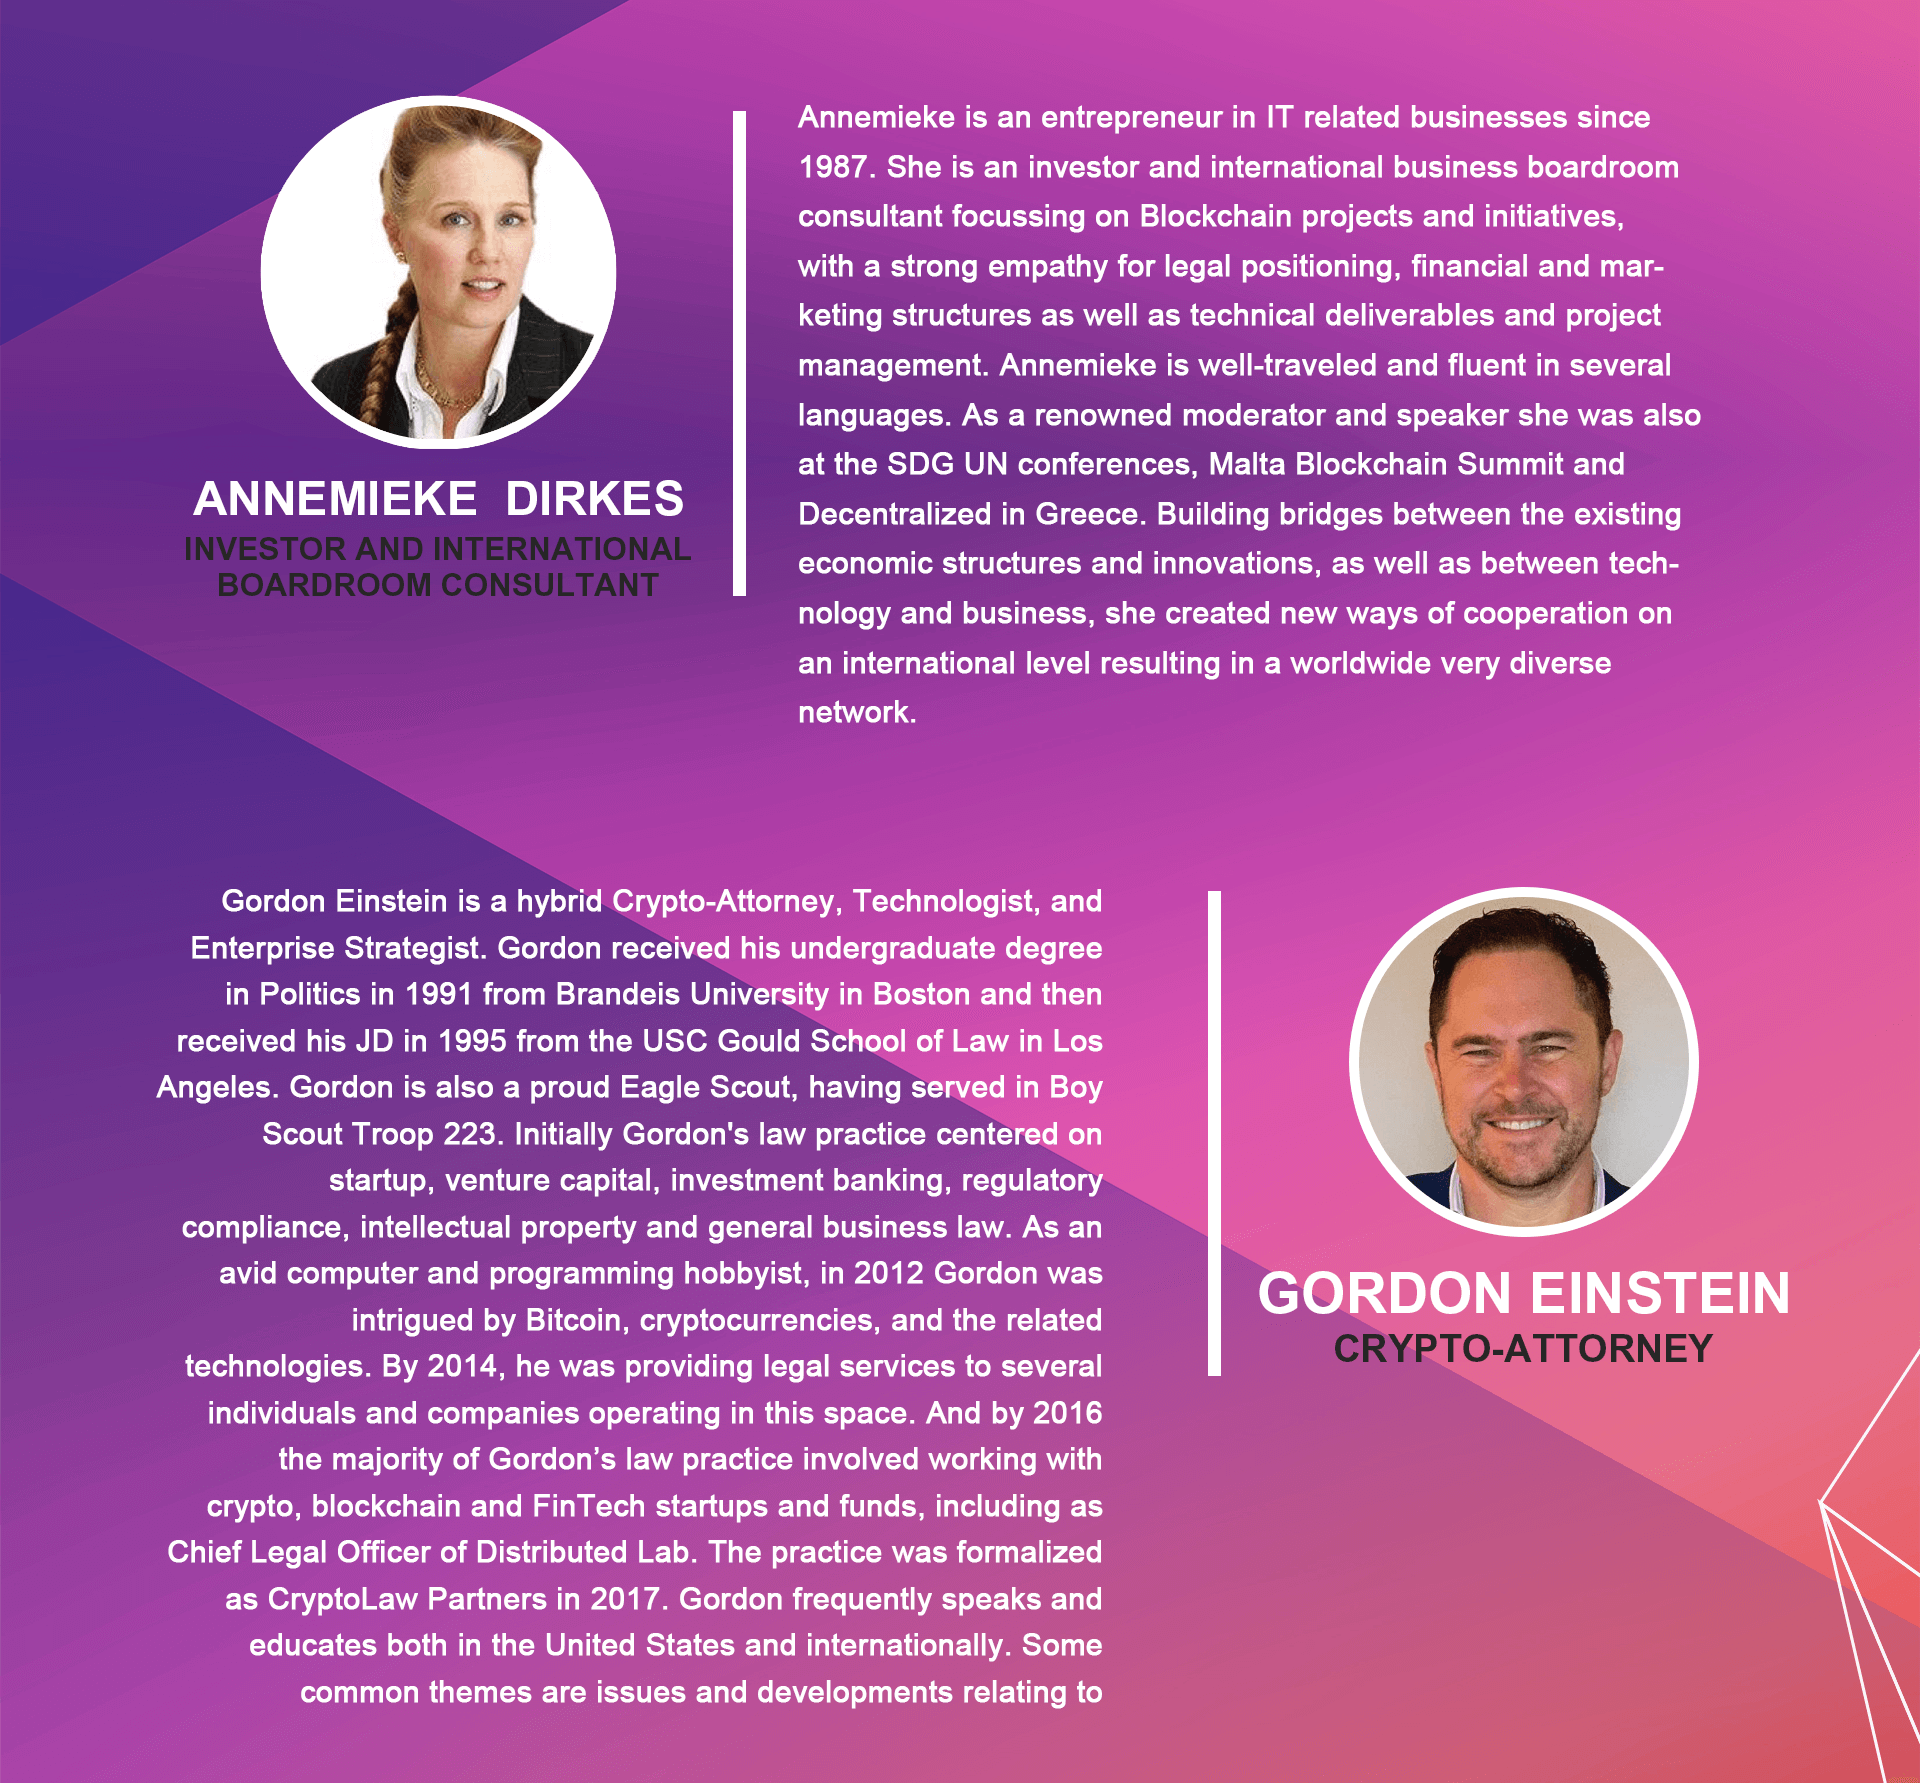 Annemieke is an entrepreneur in IT related businesses since
1987. She is an investor and international business boardroom
consultant focussing on Blockchain projects and initiatives,
with a strong empathy for legal positioning, financial and mar-
keting structures as well as technical deliverables and project
management. Annemieke is well-traveled and fluent in several
languages. As a renowned moderator and speaker she was also
at the SDG UN conferences, Malta Blockchain Summit and
Decentralized in Greece. Building bridges between the existing
economic structures and innovations, as well as between tech-
nology and business, she created new ways of cooperation on
an international level resulting in a worldwide very diverse
network.
ANNEMIEKE DIRKES
INVESTOR AND INTERNATIONAL
BOARDROOM CONSULTANT
Gordon Einstein is a hybrid Crypto-Attorney, Technologist, and
Enterprise Strategist. Gordon received his undergraduate degree
in Politics in 1991 from Brandeis University in Boston and then
received his JD in 1995 from the USC Gould School of Law in Los
Angeles. Gordon is also a proud Eagle Scout, having served in Boy
Scout Troop 223. Initially Gordon's law practice centered on
startup, venture capital, investment banking, regulatory
compliance, intellectual property and general business law. As an
avid computer and programming hobbyist, in 2012 Gordon was
intrigued by Bitcoin, cryptocurrencies, and the related
technologies. By 2014, he was providing legal services to several
individuals and companies operating in this space. And by 2016
the majority of Gordon’s law practice involved working with
crypto, blockchain and FinTech startups and funds, including as
Chief Legal Officer of Distributed Lab. The practice was formalized
as CryptoLaw Partners in 2017. Gordon frequently speaks and
educates both in the United States and internationally. Some
common themes are issues and developments relating to
GORDON EINSTEIN
CRYPTO-ATTORNEY